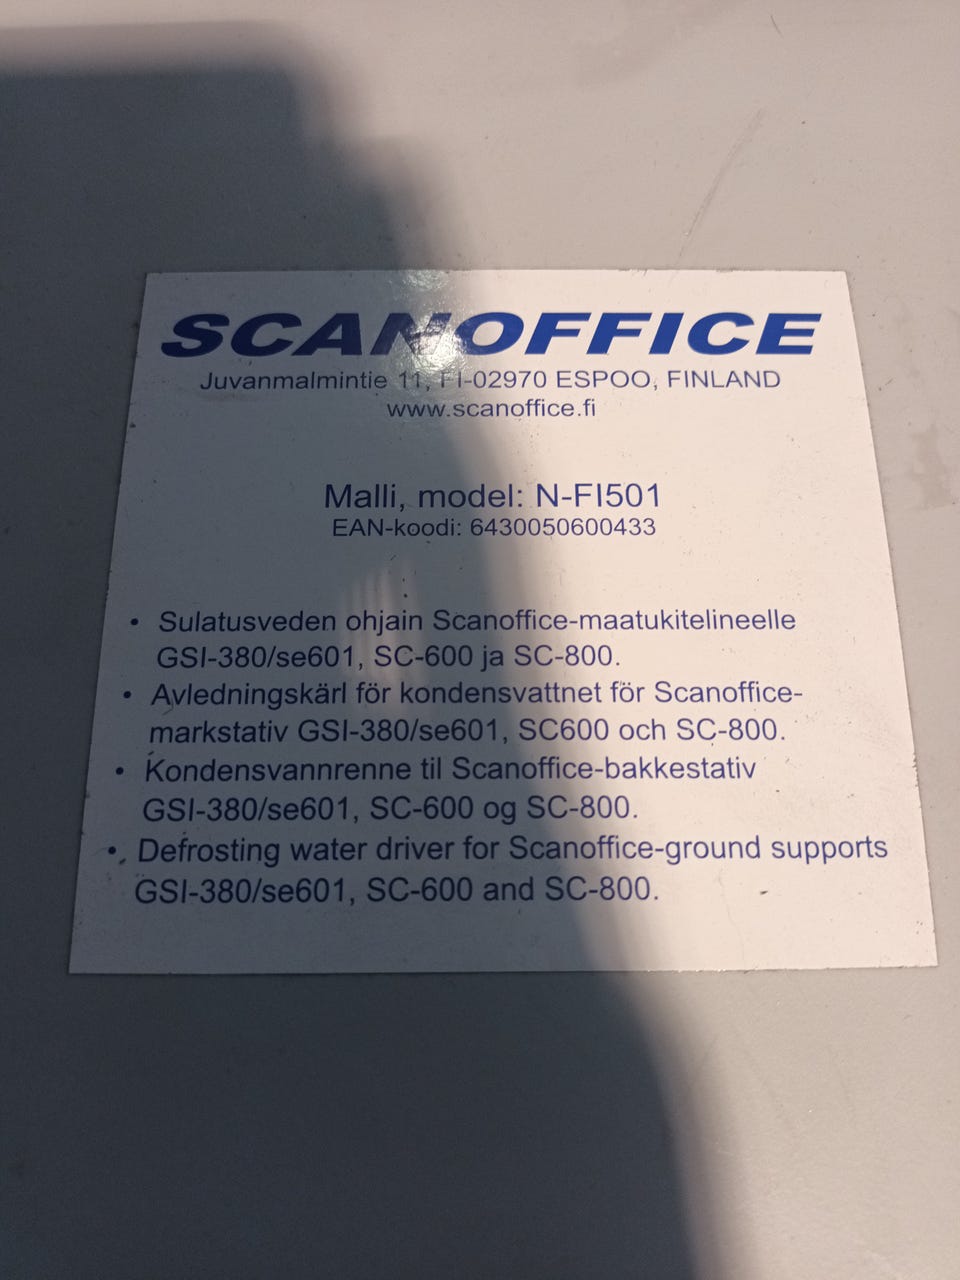 SCANOFFICE
Juvanmalmintie 11, FI-02970 ESPOO, FINLAND
www.scanoffice.fi
Malli, model: N-FI501
EAN-koodi: 6430050600433
• Sulatusveden ohjain Scanoffice-maatukitelineelle
GSI-380/se601, SC-600 ja SC-800.
• Avledningskärl för kondensvattnet för Scanoffice-
markstativ GSI-380/se601, SC600 och SC-800.
• Kondensvannrenne til Scanoffice-bakkestativ
GSI-380/se601, SC-600 og SC-800.
• Defrosting water driver for Scanoffice-ground supports
GSI-380/se601, SC-600 and SC-800.